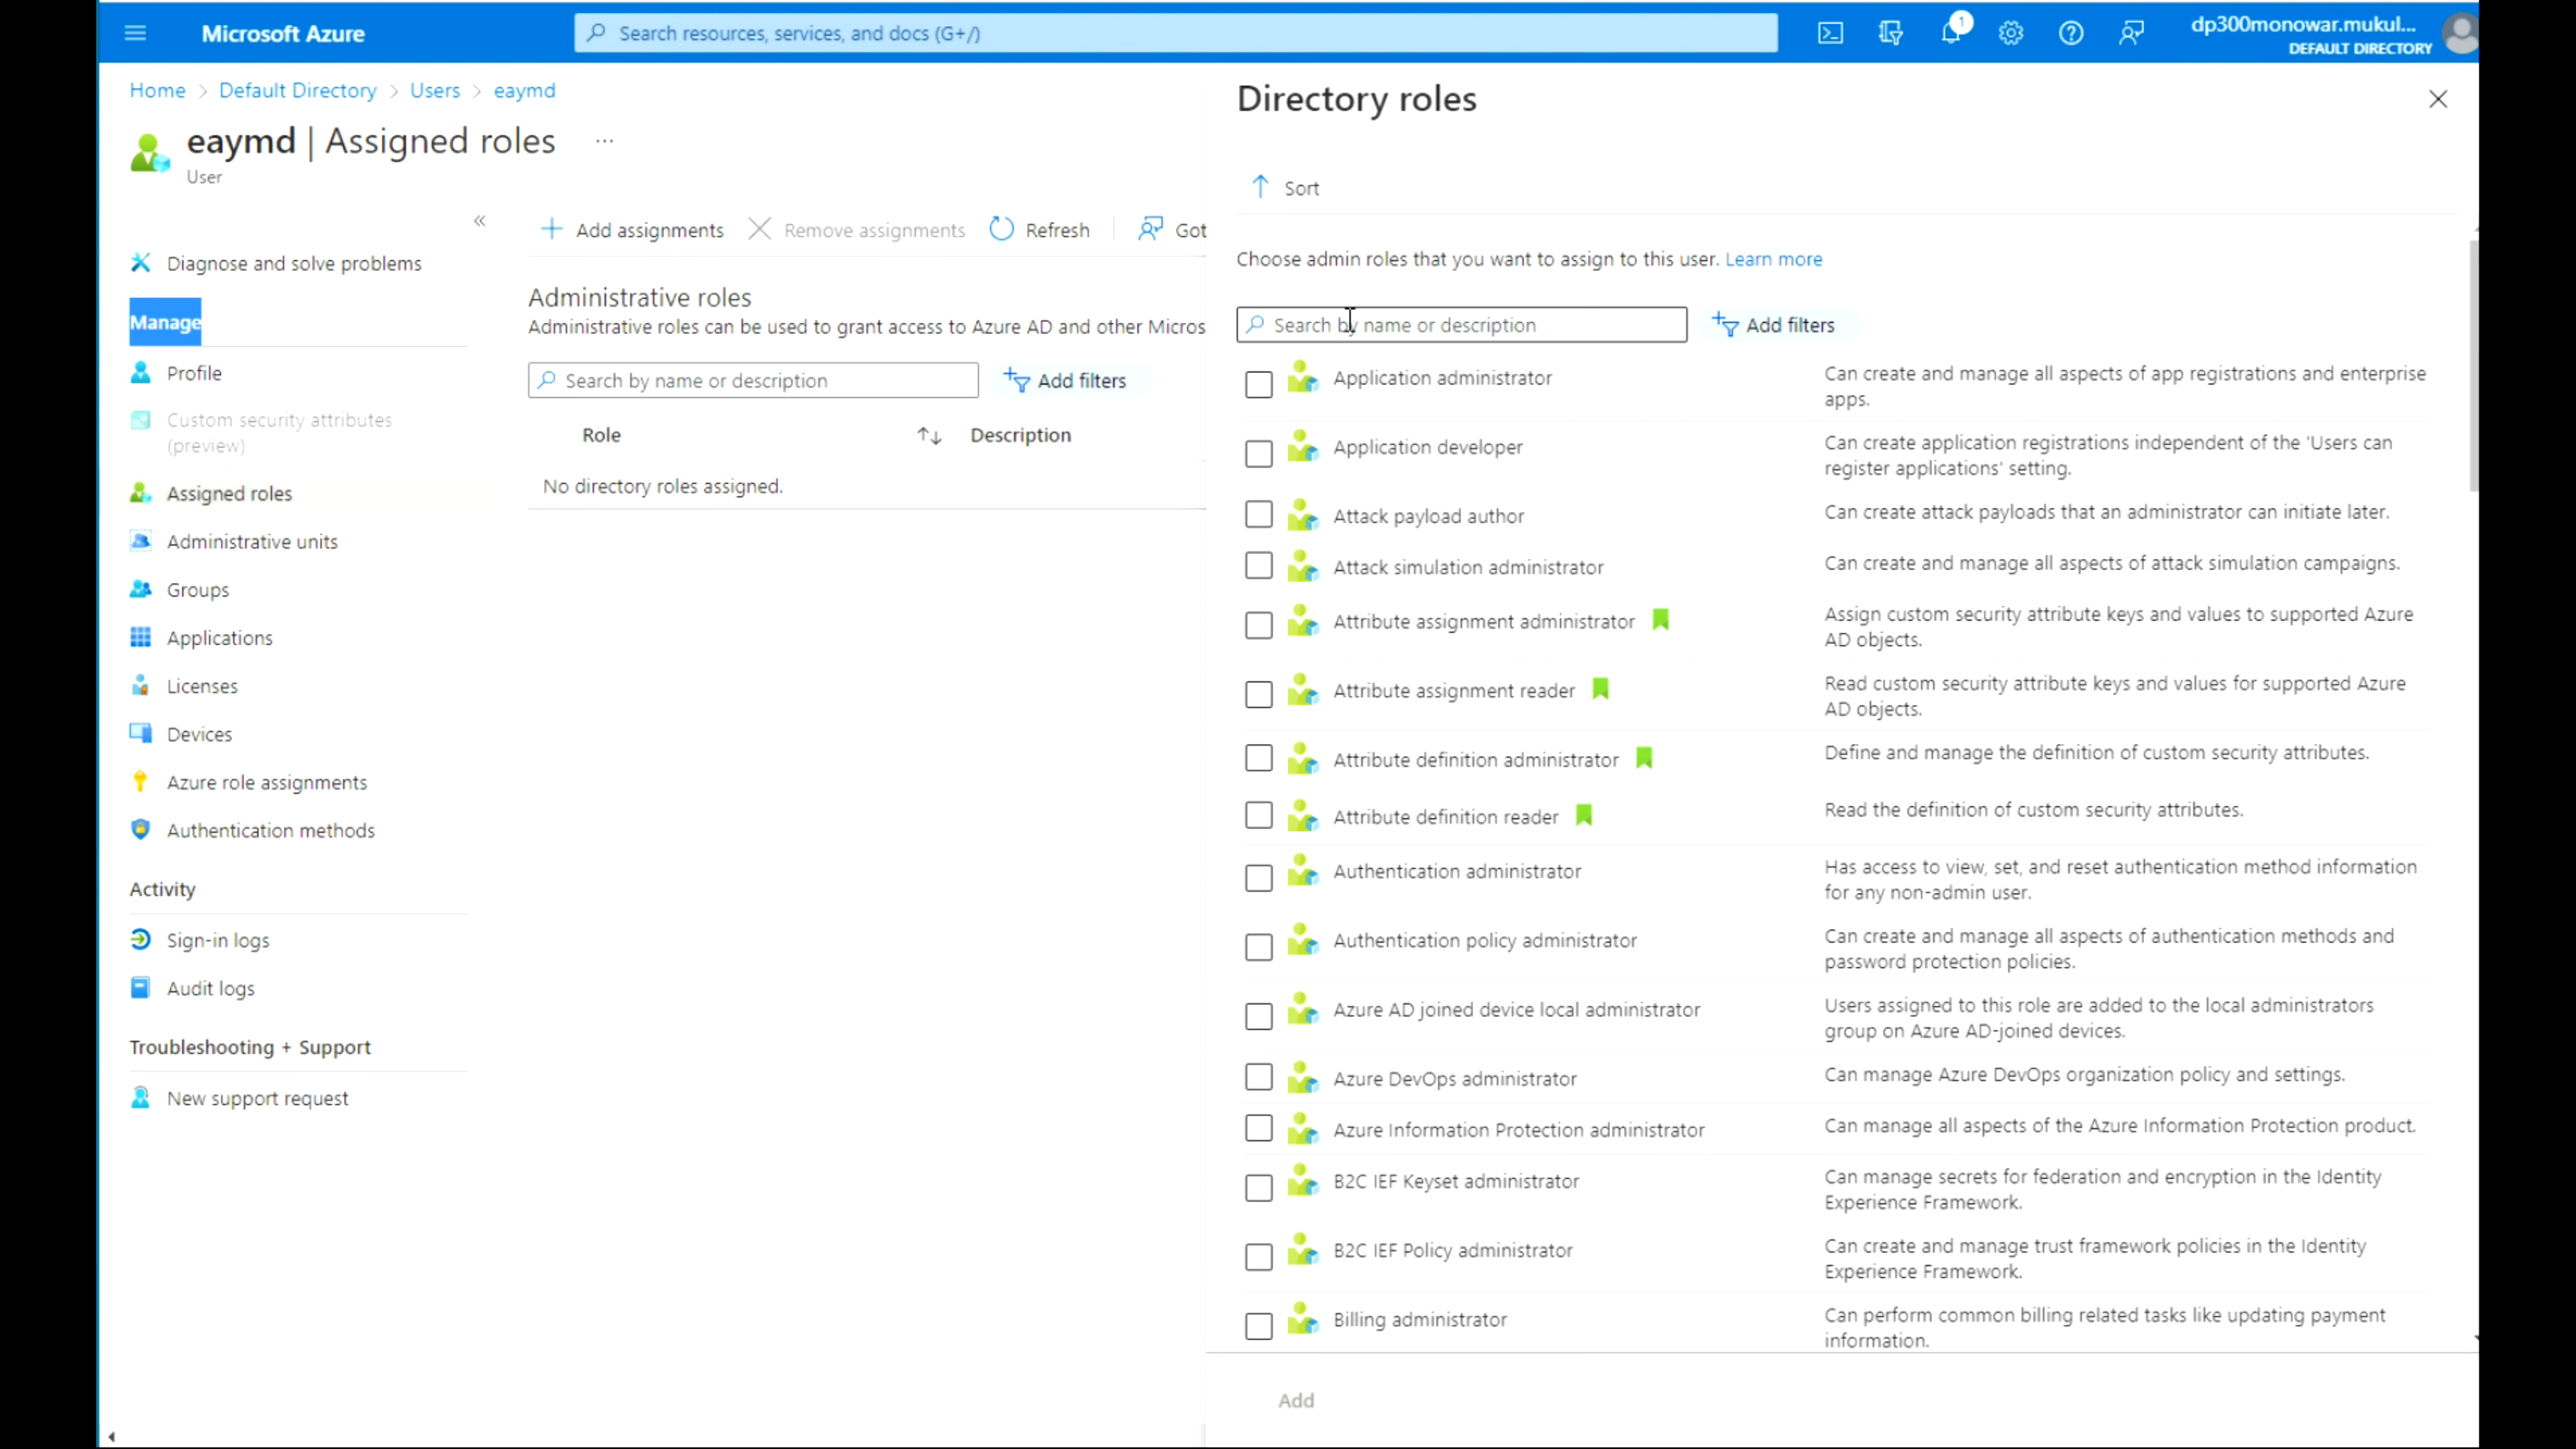 Microsoft Azure
Search resources, services, and docs (G+/)
1
dp300monowar.mukul...
DEFAULT DIRECTORY
Home > Default Directory > Users > eaymd
eaymd | Assigned roles ...
User
«
Diagnose and solve problems
Manage
Profile
Custom security attributes
(preview)
Assigned roles
Administrative units
Groups
Applications
Licenses
Devices
Azure role assignments
Authentication methods
Activity
Sign-in logs
Audit logs
Troubleshooting + Support
New support request
Add assignments
Remove assignments
Refresh
Got
Administrative roles
Administrative roles can be used to grant access to Azure AD and other Micros
Search by name or description
Add filters
Role
Description
No directory roles assigned.
Directory roles
Sort
Choose admin roles that you want to assign to this user. Learn more
Search by name or description
Add filters
Application administrator
Can create and manage all aspects of app registrations and enterprise
apps.
Application developer
Can create application registrations independent of the 'Users can
register applications' setting.
Attack payload author
Can create attack payloads that an administrator can initiate later.
Attack simulation administrator
Can create and manage all aspects of attack simulation campaigns.
Attribute assignment administrator
Assign custom security attribute keys and values to supported Azure
AD objects.
Attribute assignment reader
Read custom security attribute keys and values for supported Azure
AD objects.
Attribute definition administrator
Define and manage the definition of custom security attributes.
Attribute definition reader
Read the definition of custom security attributes.
Authentication administrator
Has access to view, set, and reset authentication method information
for any non-admin user.
Authentication policy administrator
Can create and manage all aspects of authentication methods and
password protection policies.
Azure AD joined device local administrator
Users assigned to this role are added to the local administrators
group on Azure AD-joined devices.
Azure DevOps administrator
Can manage Azure DevOps organization policy and settings.
Azure Information Protection administrator
Can manage all aspects of the Azure Information Protection product.
B2C IEF Keyset administrator
Can manage secrets for federation and encryption in the Identity
Experience Framework.
B2C IEF Policy administrator
Can create and manage trust framework policies in the Identity
Experience Framework.
Billing administrator
Can perform common billing related tasks like updating payment
information.
Add